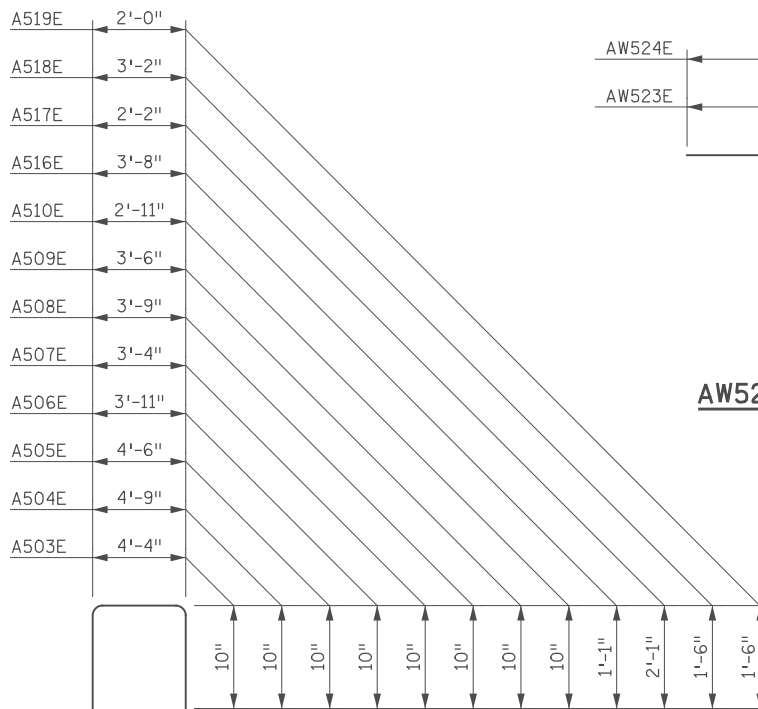 A519E 2'-0"
A518E 3'-2"
AW524E
A517E 2'-2"
AW523E
A516E 3'-8"
A510E 2'-11"
A509E 3'-6"
A508E 3'-9"
A507E 3'-4"
A506E 3'-11"
AW52
A505E 4'-6"
A504E 4'-9"
A503E 4'-4"
10" 10" 10" 10" 10" 10" 10" 10" 1'-1" 2'-1" 1'-6" 1'-6"